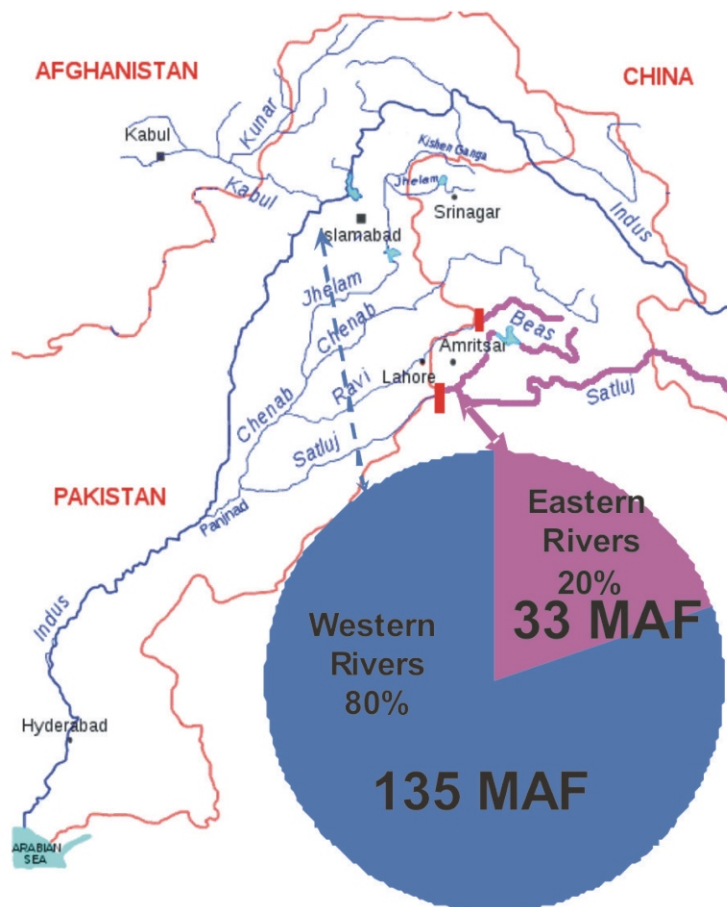 AFGHANISTAN
CHINA
Kabul
Kunar
Kabul
Kishen Ganga
Jhelam
Srinagar
Indus
slamabad
Jhelam
Chenab
Beas
Amritsar
Lahore
Ravi
Chenab
Satluj
Satluj
PAKISTAN
Panjnad
Eastern
Rivers
20%
33 MAF
Western
Rivers
80%
135 MAF
Indus
Hyderabad
ARABIAN
SEA